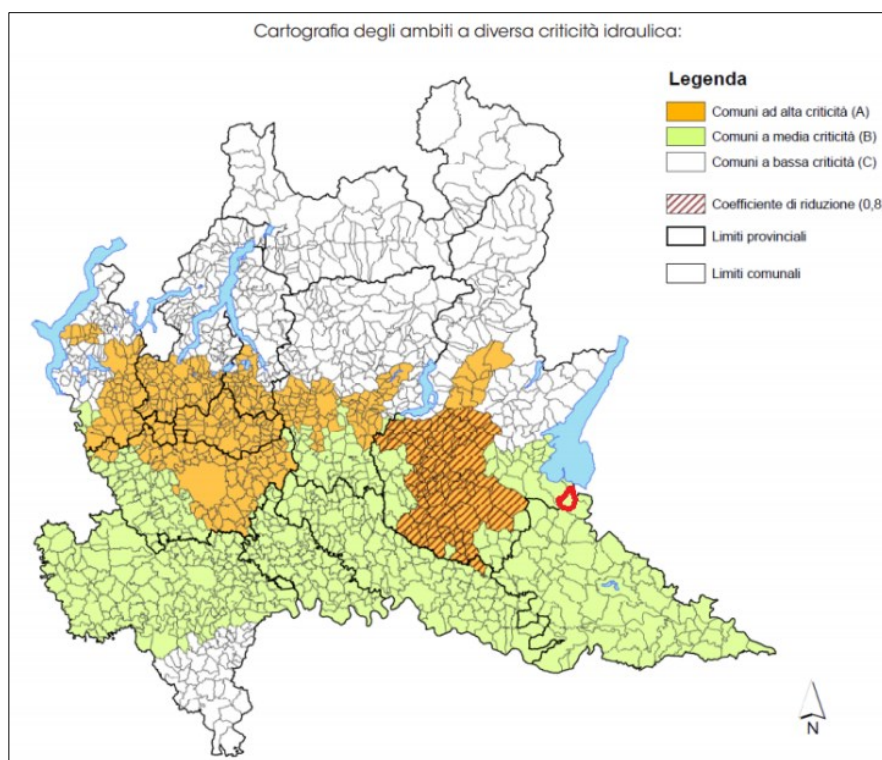 Cartografia degli ambiti a diversa criticità idraulica:
Legenda
Comuni ad alta criticità (A)
Comuni a media criticità (B)
Comuni a bassa criticità (C)
Coefficiente di riduzione (0,8
Limiti provinciali
Limiti comunali
N